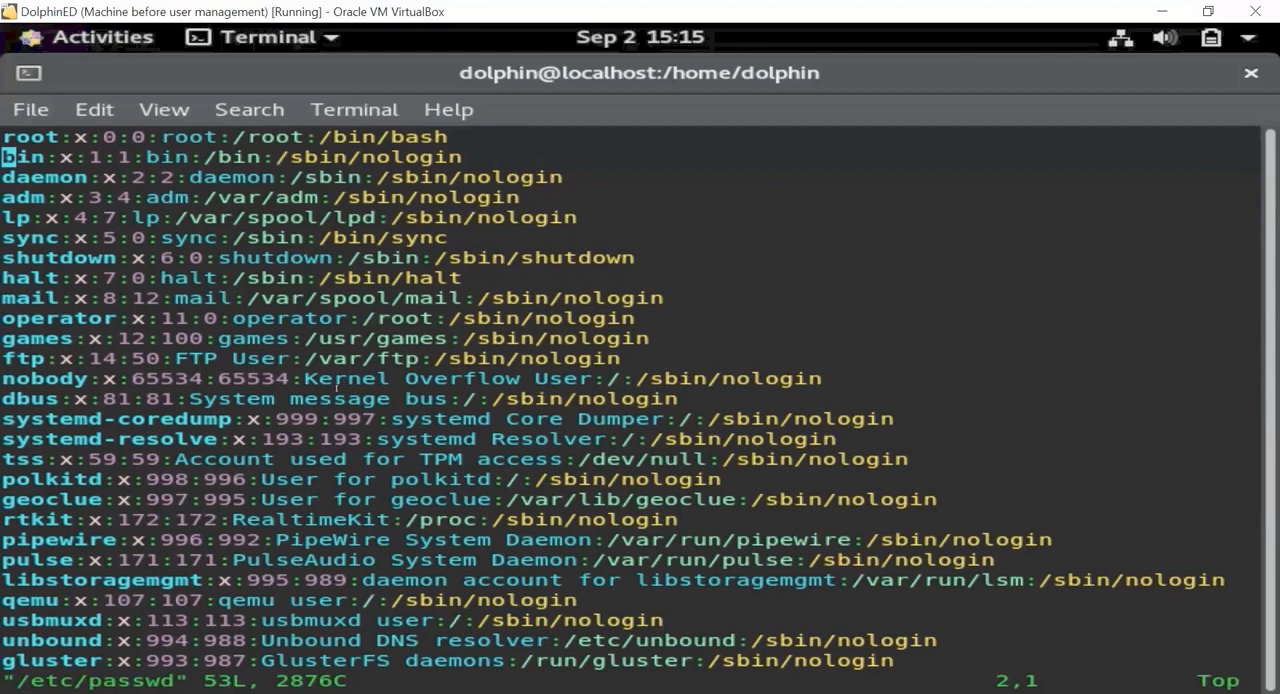 DolphinED (Machine before user management) [Running] - Oracle VM VirtualBox
Activities Terminal Sep 2 15:15
dolphin@localhost:/home/dolphin
File Edit View Search Terminal Help
root:x:0:0:root:/root:/bin/bash
bin:x:1:1:bin:/bin:/sbin/nologin
daemon:x:2:2:daemon:/sbin:/sbin/nologin
adm:x:3:4:adm:/var/adm:/sbin/nologin
lp:x:4:7:lp:/var/spool/lpd:/sbin/nologin
sync:x:5:0:sync:/sbin:/bin/sync
shutdown:x:6:0:shutdown:/sbin:/sbin/shutdown
halt:x:7:0:halt:/sbin:/sbin/halt
mail:x:8:12:mail:/var/spool/mail:/sbin/nologin
operator:x:11:0:operator:/root:/sbin/nologin
games:x:12:100:games:/usr/games:/sbin/nologin
ftp:x:14:50:FTP User:/var/ftp:/sbin/nologin
nobody:x:65534:65534:Kernel Overflow User:/:/sbin/nologin
dbus:x:81:81:System message bus:/:/sbin/nologin
systemd-coredump:x:999:997:systemd Core Dumper:/:/sbin/nologin
systemd-resolve:x:193:193:systemd Resolver:/:/sbin/nologin
tss:x:59:59:Account used for TPM access:/dev/null:/sbin/nologin
polkitd:x:998:996:User for polkitd:/:/sbin/nologin
geoclue:x:997:995:User for geoclue:/var/lib/geoclue:/sbin/nologin
rtkit:x:172:172:RealtimeKit:/proc:/sbin/nologin
pipewire:x:996:992:PipeWire System Daemon:/var/run/pipewire:/sbin/nologin
pulse:x:171:171:PulseAudio System Daemon:/var/run/pulse:/sbin/nologin
libstoragemgmt:x:995:989:daemon account for libstoragemgmt:/var/run/lsm:/sbin/nologin
qemu:x:107:107:qemu user:/:/sbin/nologin
usbmuxd:x:113:113:usbmuxd user:/:/sbin/nologin
unbound:x:994:988:Unbound DNS resolver:/etc/unbound:/sbin/nologin
gluster:x:993:987:GlusterFS daemons:/run/gluster:/sbin/nologin
"/etc/passwd" 53L, 2876C 2,1 Top